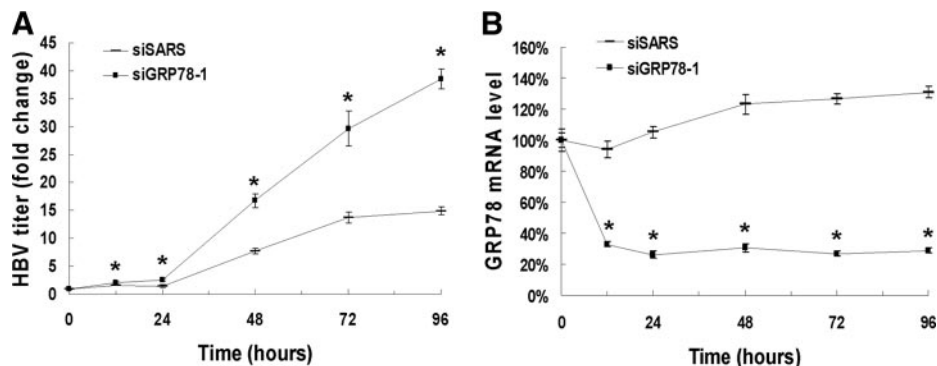 A
siSARS
siGRP78-1
HBV titer (fold change)
45
40
35
30
25
20
15
10
5
0
* * * * *
0 24 48 72 96
Time (hours)
B
siSARS
siGRP78-1
GRP78 mRNA level
160%
140%
120%
100%
80%
60%
40%
20%
0%
* * * * *
0 24 48 72 96
Time (hours)